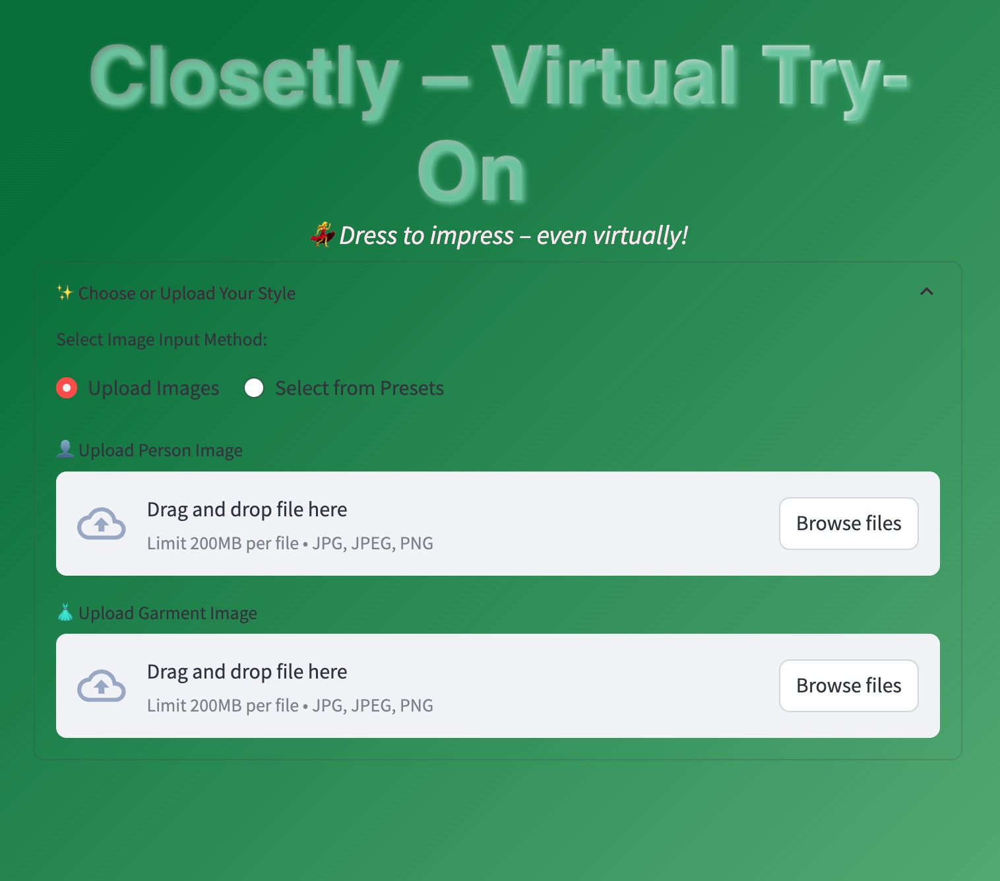 Closetly – Virtual Try-
On
💃 Dress to impress – even virtually!
✨ Choose or Upload Your Style
Select Image Input Method:
Upload Images Select from Presets
👤 Upload Person Image
Drag and drop file here
Limit 200MB per file • JPG, JPEG, PNG
Browse files
👗 Upload Garment Image
Drag and drop file here
Limit 200MB per file • JPG, JPEG, PNG
Browse files